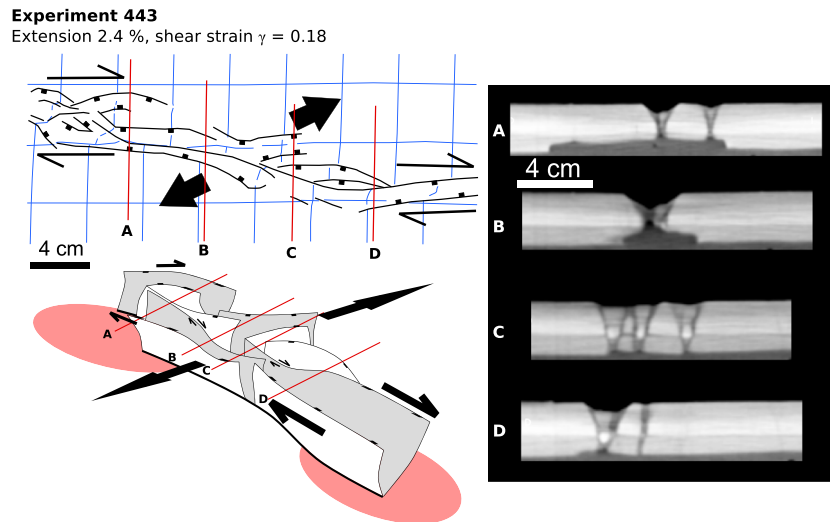 Experiment 443
Extension 2.4 %, shear strain γ = 0.18
A
B
C
D
4 cm
A
B
C
D
A
4 cm
B
C
D